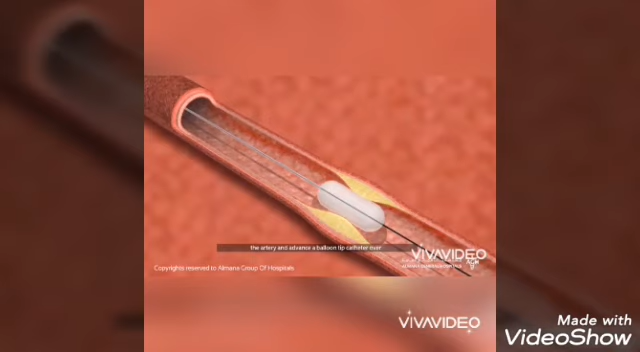 the artery and advance a balloon tip catheter over
VIVAVIDEO
Copyrights reserved to Almana Group Of Hospitals
VIVAVIDEO
Made with
VideoShow